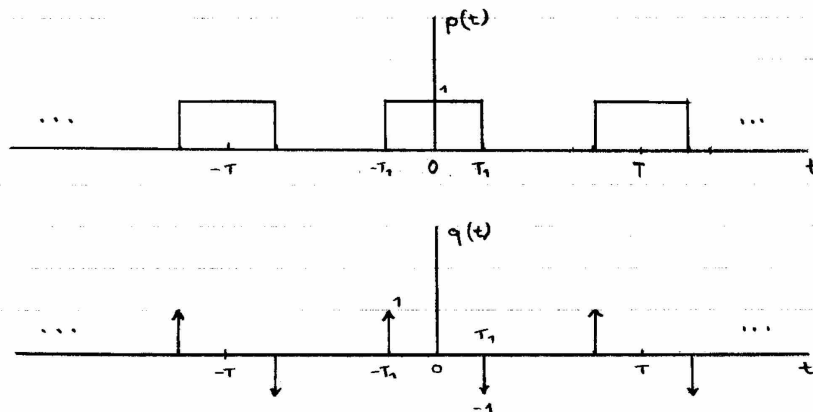 p(t)
1
... ...
-T -T₁ 0 T₁ T t
q(t)
1
... T₁ ...
-T -T₁ 0 T t
-1